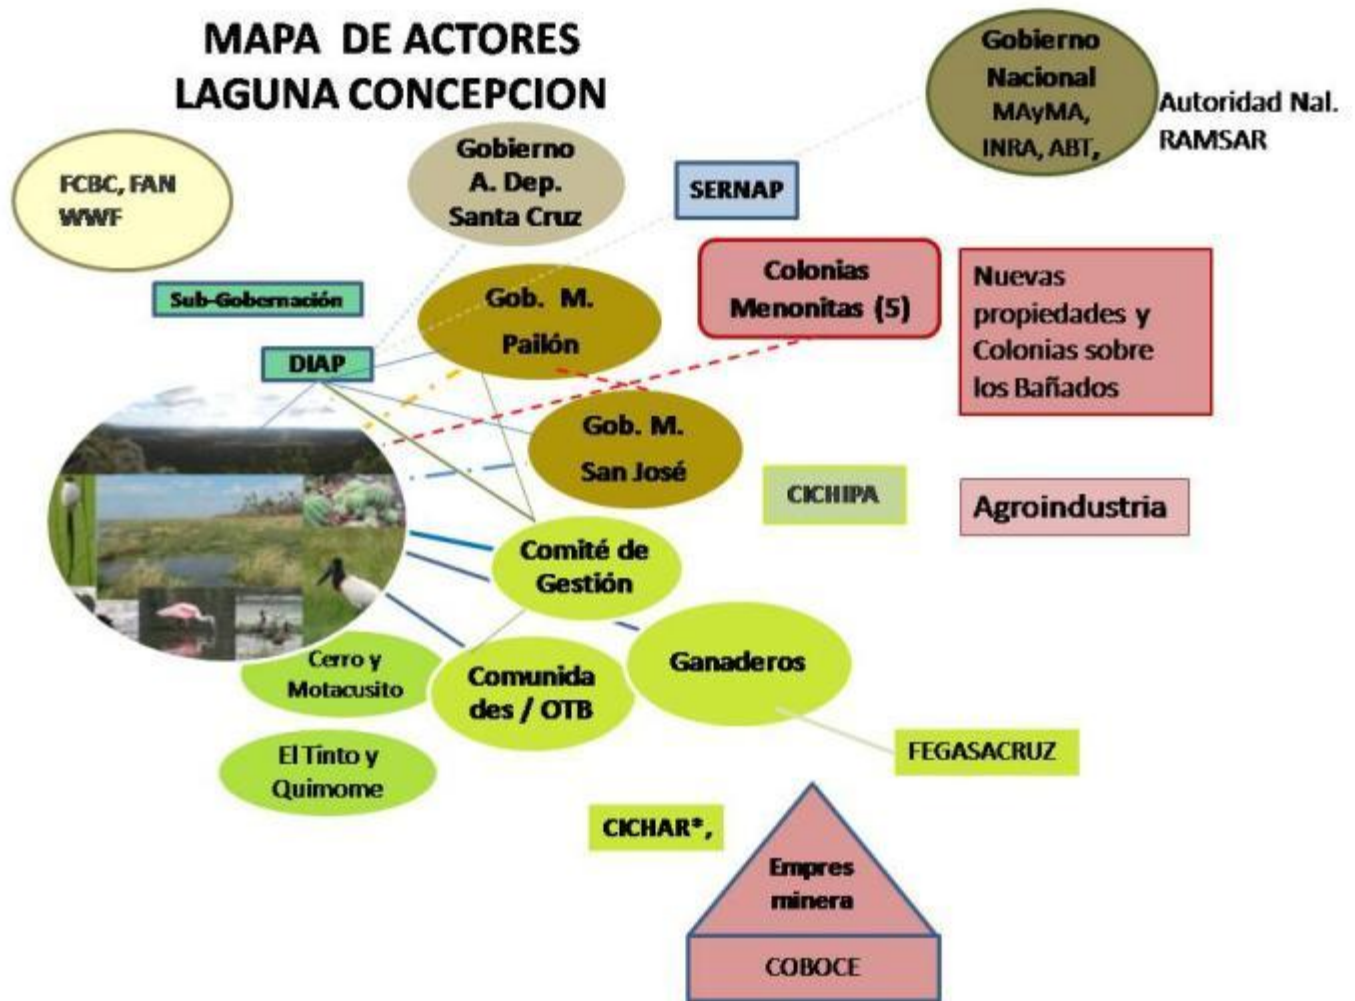 MAPA DE ACTORES
LAGUNA CONCEPCION
Gobierno
Nacional
MAyMA,
INRA, ABT,
Autoridad Nal.
RAMSAR
FCBC, FAN
WWF
Gobierno
A. Dep.
Santa Cruz
SERNAP
Sub-Gobernación
Gob. M.
Pailón
Colonias
Menonitas (5)
Nuevas
propiedades y
Colonias sobre
los Bañados
DIAP
Gob. M.
San José
CICHIPA
Agroindustria
Comité de
Gestión
Cerro y
Motacusito
Comunida
des / OTB
Ganaderos
El Tinto y
Quimome
FEGASACRUZ
CICHAR*,
Empres
minera
COBOCE